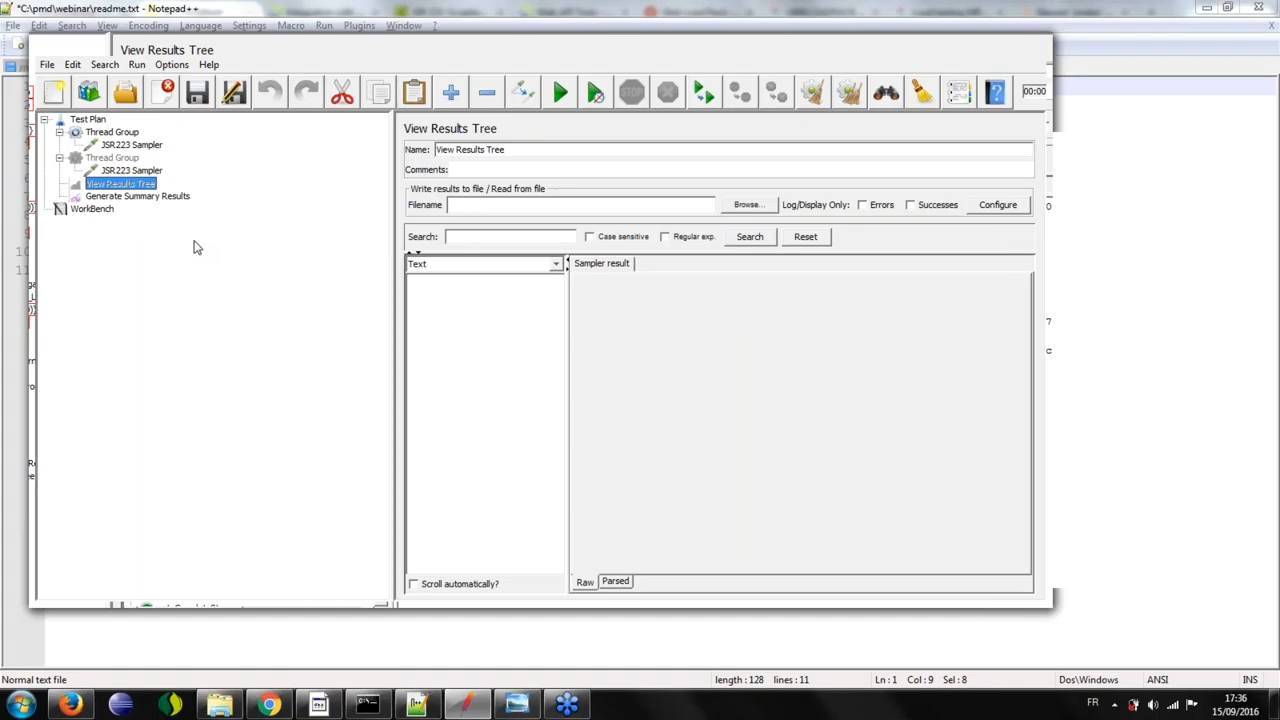 *C:\pmd\webinar\readme.txt - Notepad++
File Edit Search View Encoding Language Settings Macro Run Plugins Window ?
X
View Results Tree
File Edit Search Run Options Help
00:00
Test Plan
Thread Group
JSR223 Sampler
Thread Group
JSR223 Sampler
View Results Tree
Generate Summary Results
WorkBench
View Results Tree
Name: View Results Tree
Comments:
Write results to file / Read from file
Filename Browse... Log/Display Only: Errors Successes Configure
Search: Case sensitive Regular exp. Search Reset
Text
Sampler result
Scroll automatically?
Raw Parsed
Normal text file
length : 128 lines : 11
Ln : 1 Col : 9 Sel : 8
Dos\Windows
ANSI
INS
FR
17:36
15/09/2016